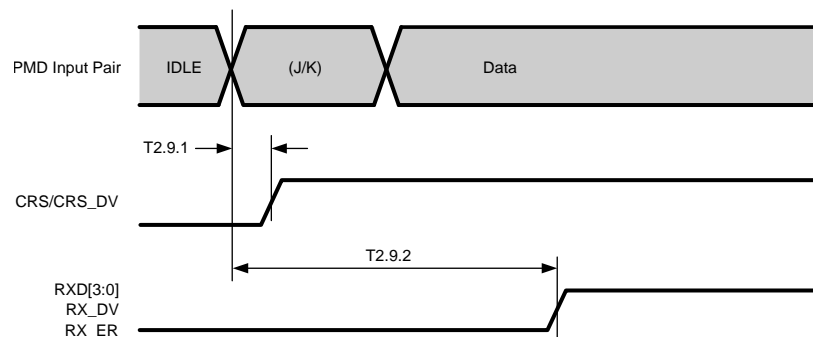 PMD Input Pair
IDLE
(J/K)
Data
T2.9.1
CRS/CRS_DV
T2.9.2
RXD[3:0]
RX_DV
RX_ER